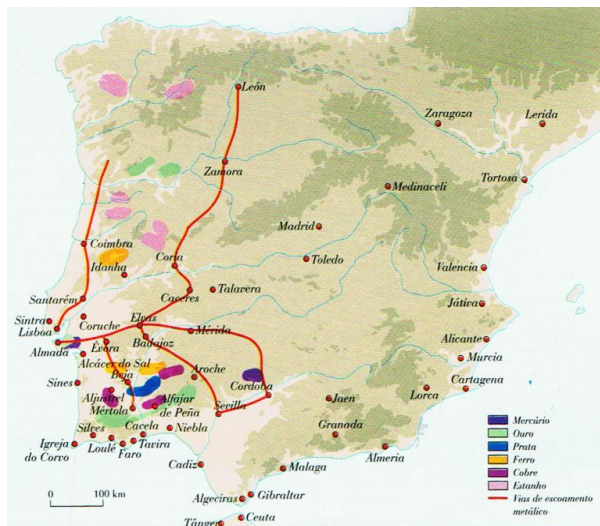 León
Zaragoza
Lerida
Zamora
Tortosa
Medinaceli
Madrid
Coimbra
Coria
Toledo
Idanha
Valencia
Caceres
Talavera
Santarém
Játiva
Sintra
Coruche
Elvas
Mérida
Lisboa
Badajoz
Alicante
Almada
Évora
Murcia
Alcácer do Sal
Aroche
Cartagena
Sines
Beja
Cordoba
Lorca
Aljustrel
Alfajar
de Peña
Jaen
Mértola
Sevilla
Mercúrio
Silves
Cacela
Niebla
Granada
Ouro
Igreja
do Corvo
Loulé
Faro
Tavira
Almeria
Prata
Cadiz
Malaga
Ferro
Cobre
Algeciras
Gibraltar
Estanho
0 100 km
Vias de escoamento
metálico
Ceuta
Tânger